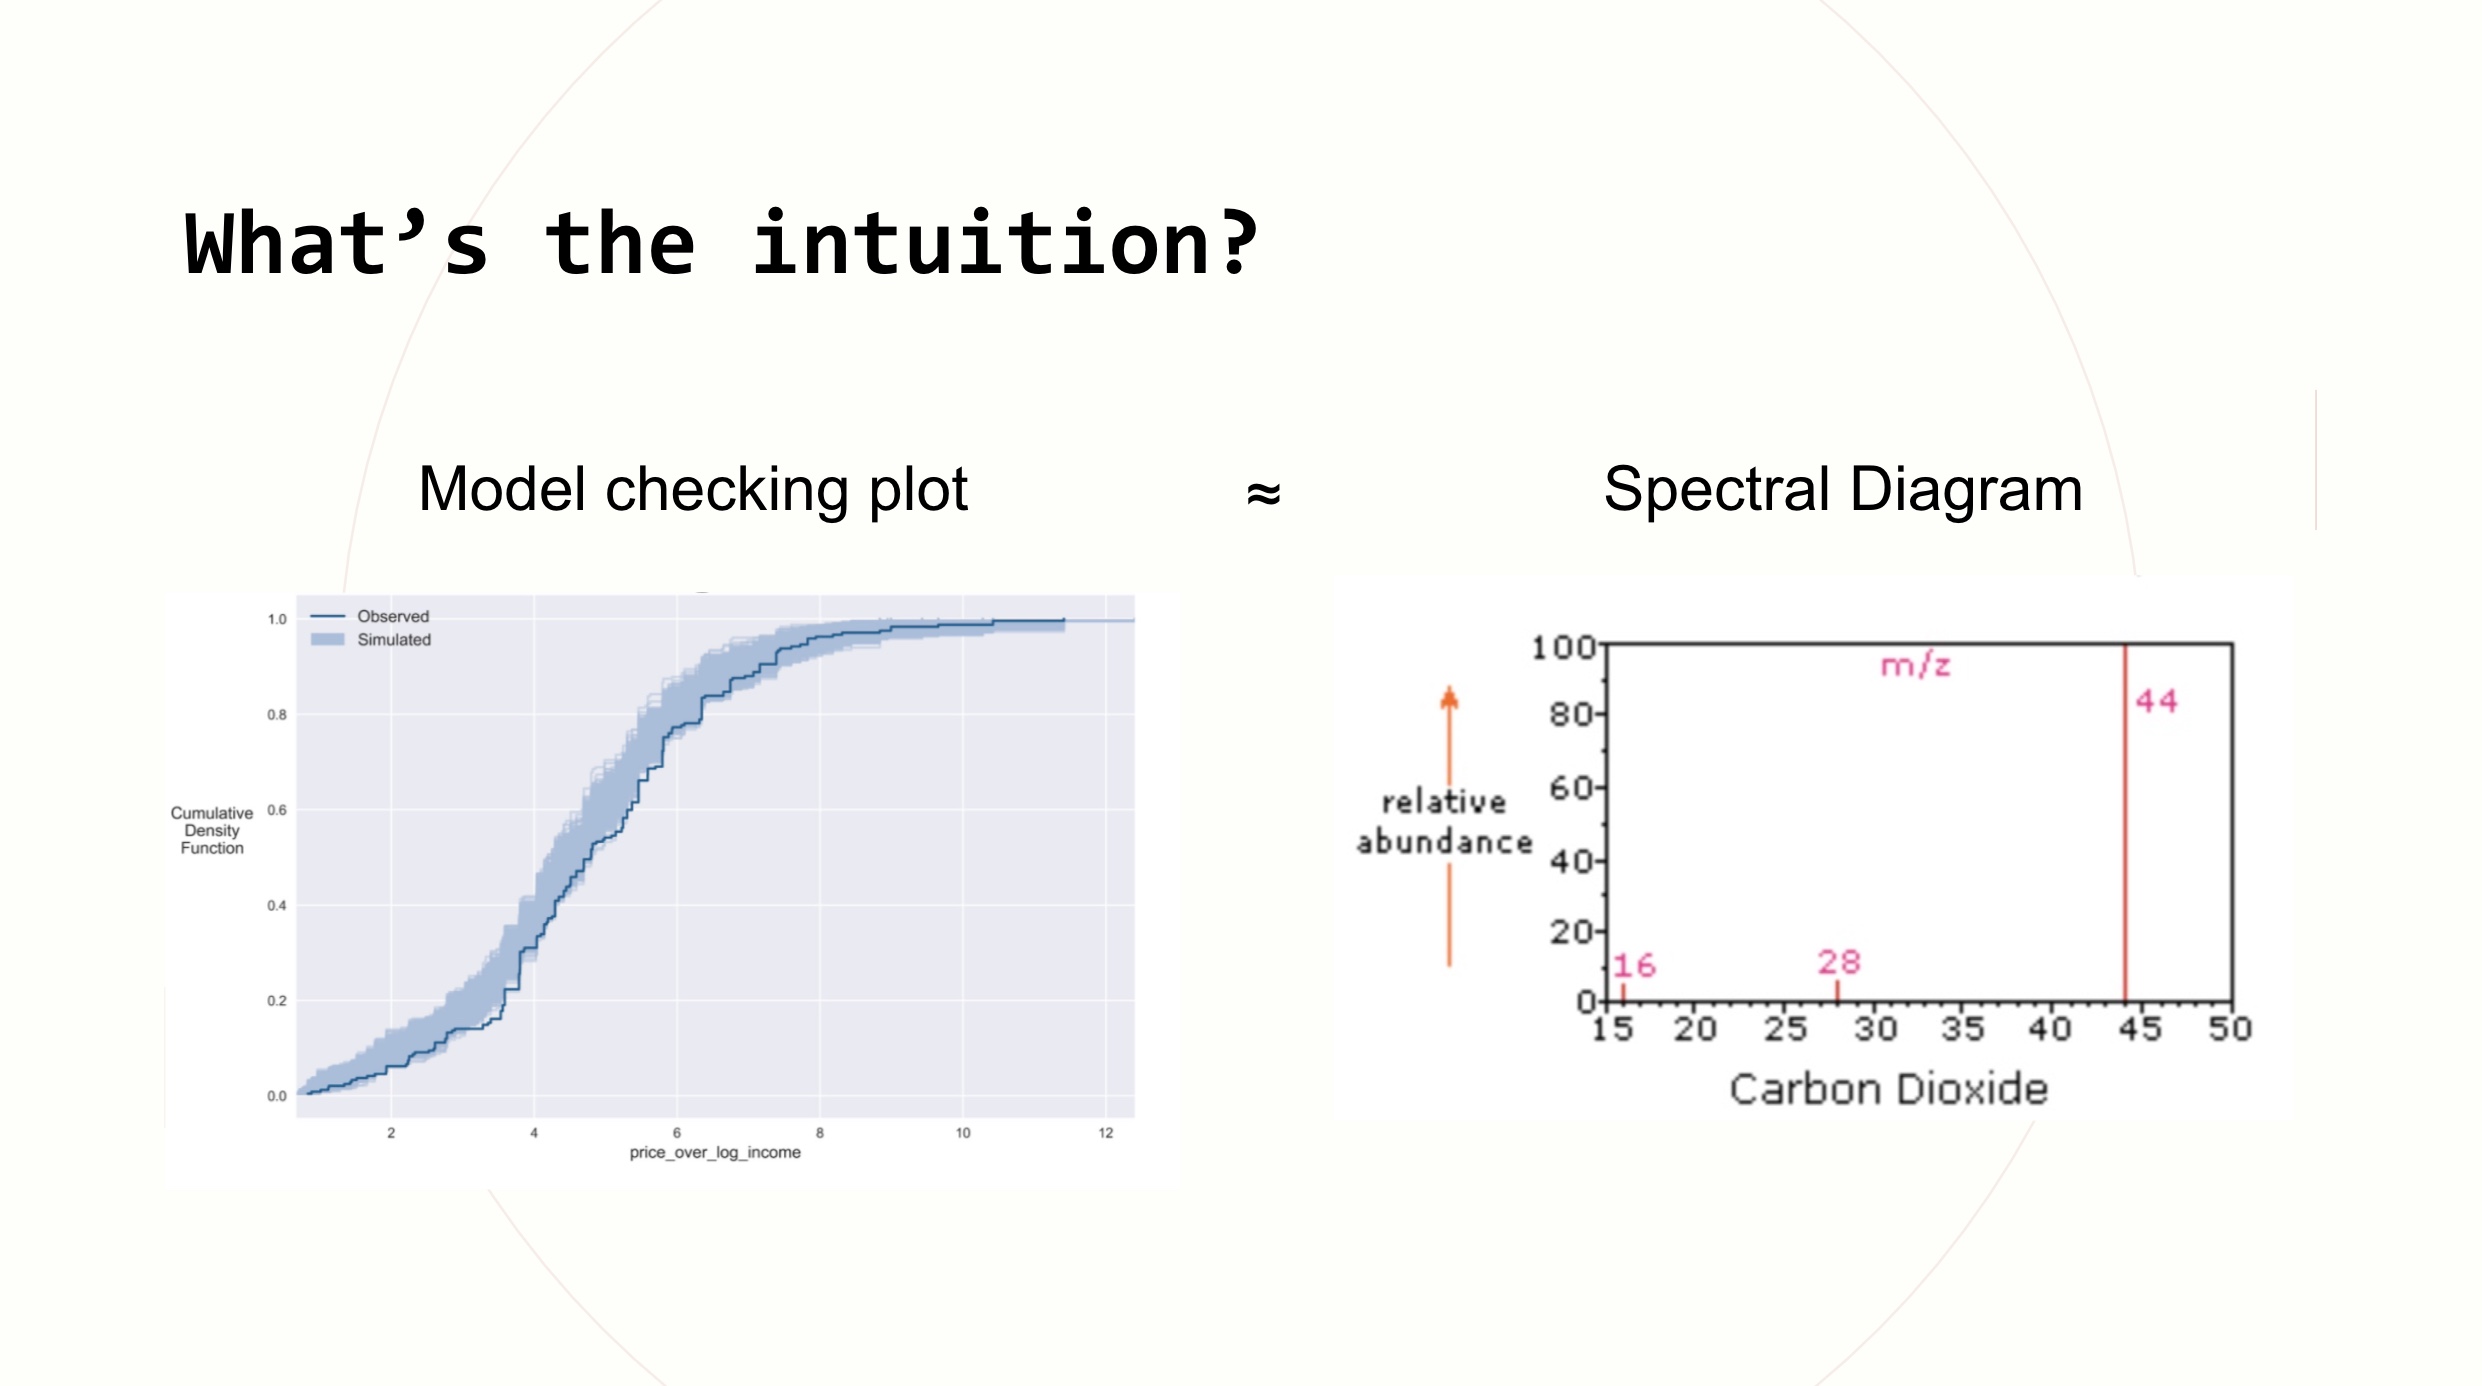 What’s the intuition?
Model checking plot
≈
Spectral Diagram
Observed
Simulated
1.0
0.8
0.6
0.4
0.2
0.0
Cumulative
Density
Function
2 4 6 8 10 12
price_over_log_income
100
80
60
40
20
0
relative
abundance
m/z
44
16
28
15 20 25 30 35 40 45 50
Carbon Dioxide